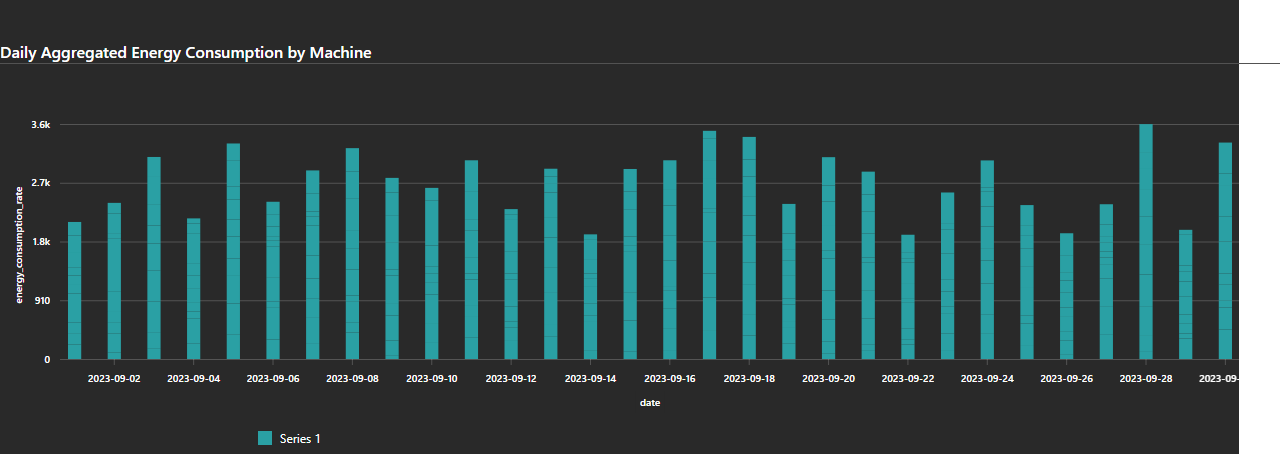 Daily Aggregated Energy Consumption by Machine
3.6k
2.7k
1.8k
910
0
energy_consumption_rate
2023-09-02 2023-09-04 2023-09-06 2023-09-08 2023-09-10 2023-09-12 2023-09-14 2023-09-16 2023-09-18 2023-09-20 2023-09-22 2023-09-24 2023-09-26 2023-09-28 2023-09-
date
Series 1